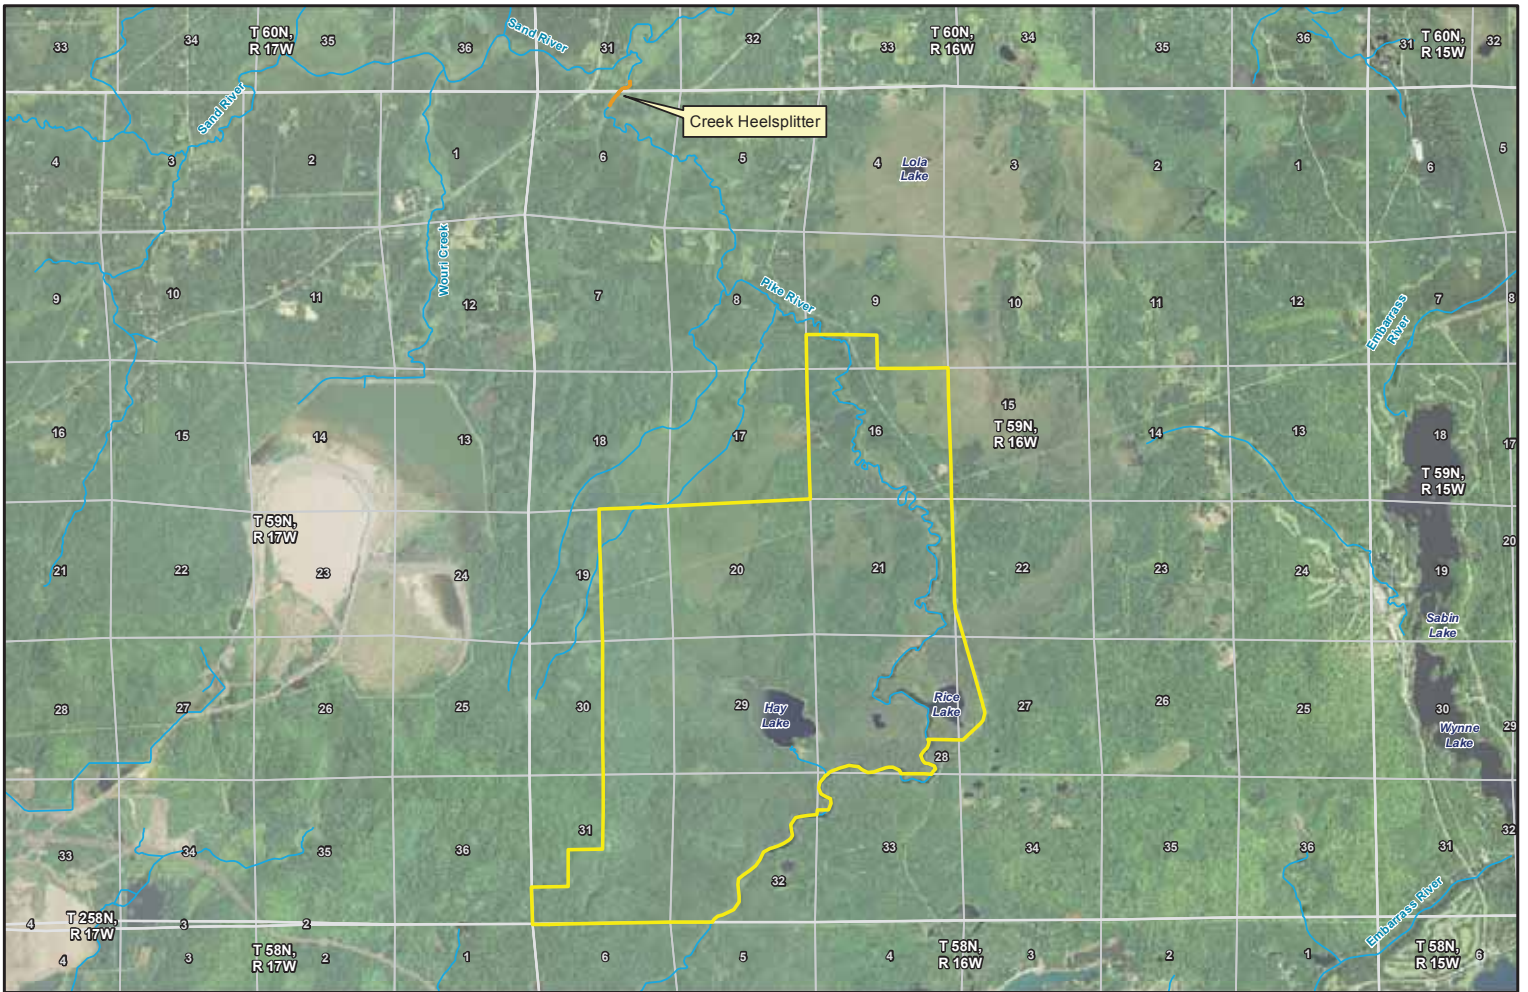 33
34
T 60N,
R 17W
35
36
Sand River
31
32
33
T 60N,
R 16W
34
35
36
31
T 60N,
R 15W
32
Sand River
Creek Heelsplitter
4
3
2
1
6
5
4
Lola
Lake
3
2
1
6
5
Wouri Creek
9
10
11
12
7
8
Pike River
9
10
11
12
Embarrass
River
7
8
16
15
14
13
18
17
16
15
T 59N,
R 16W
14
13
18
17
T 59N,
R 15W
T 59N,
R 17W
21
22
23
24
19
20
21
22
23
24
19
20
Sabin
Lake
28
27
26
25
30
29
Hay
Lake
Rice
Lake
27
26
25
30
29
Wynne
Lake
28
33
34
35
36
31
32
33
34
35
36
31
32
4
T 258N,
R 17W
3
2
4
3
T 58N,
R 17W
2
1
6
5
4
T 58N,
R 16W
3
2
1
Embarrass River
T 58N,
R 15W
6